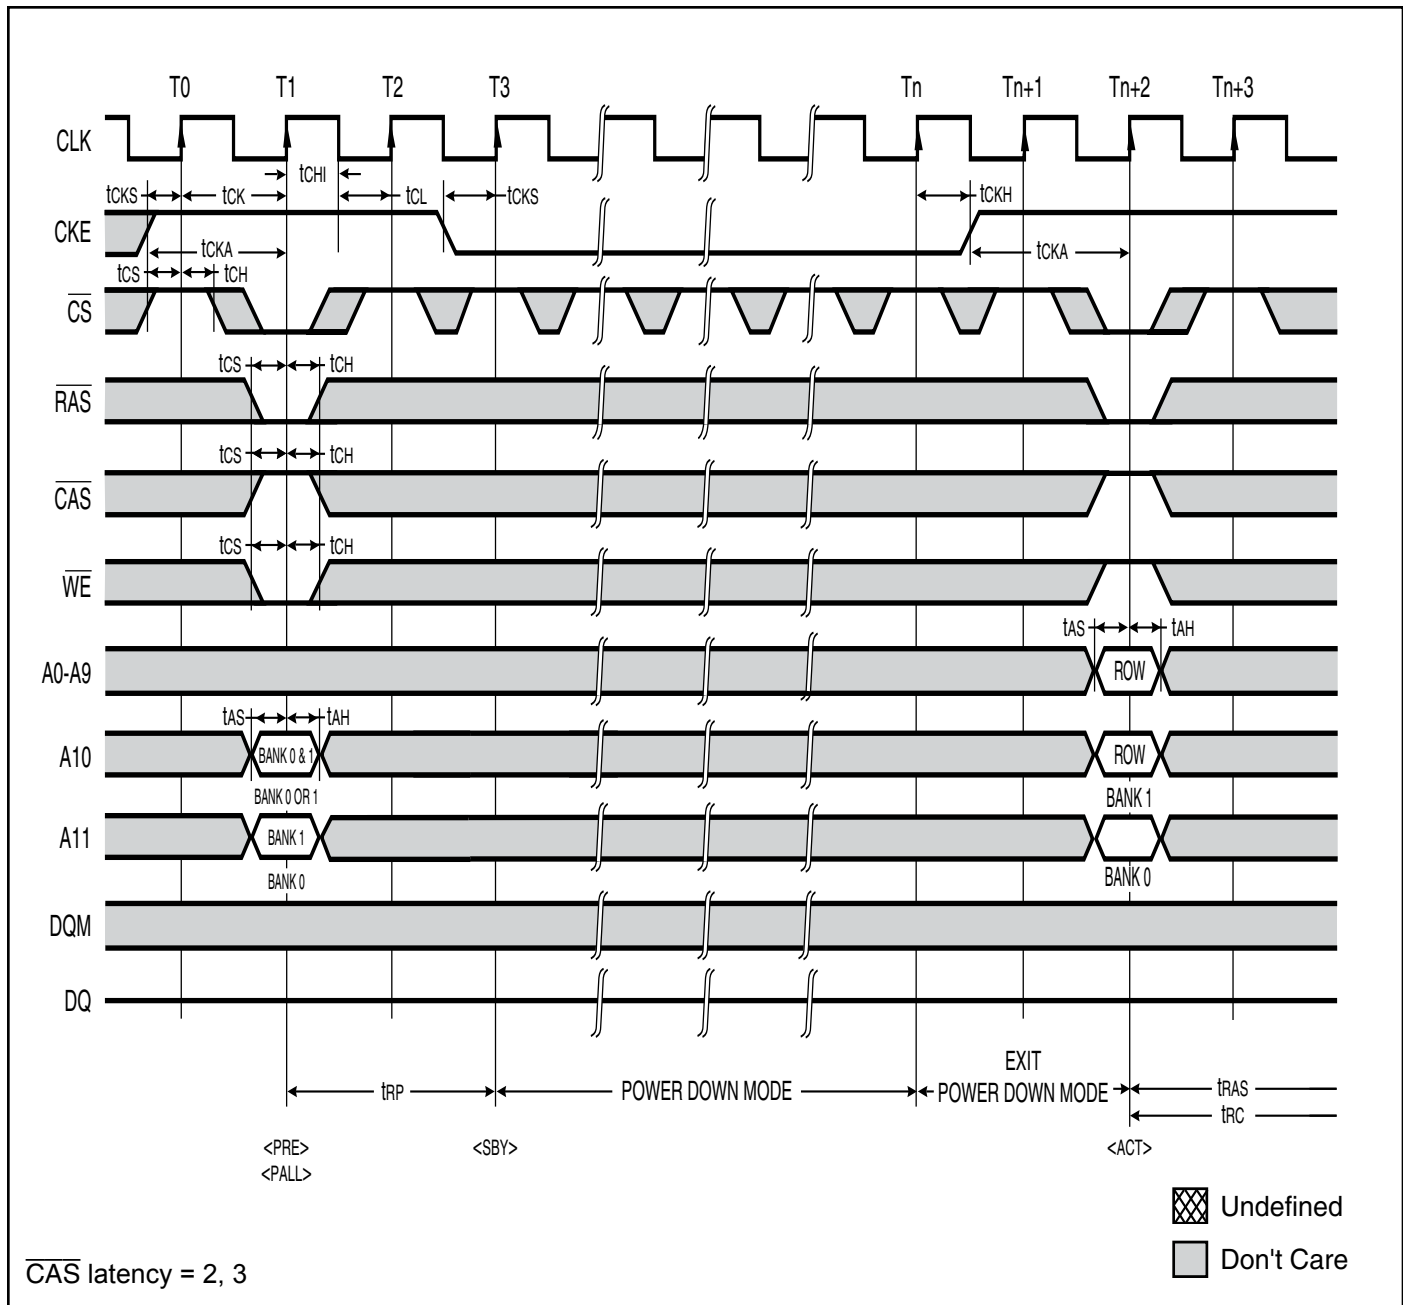 T0 T1 T2 T3 Tn Tn+1 Tn+2 Tn+3
CLK
tCHI
tCKS tCK tCL tCKS tCKH
CKE
tCKA tCKA
tCS tCH
CS
tCS tCH
RAS
tCS tCH
CAS
tCS tCH
WE
tAS tAH
A0-A9 ROW
tAS tAH
A10 BANK 0 & 1 ROW
BANK 0 OR 1 BANK 1
A11 BANK 1
BANK 0 BANK 0
DQM
DQ
EXIT
tRP POWER DOWN MODE POWER DOWN MODE tRAS
tRC
<PRE> <SBY> <ACT>
<PALL>
Undefined
Don't Care
CAS latency = 2, 3